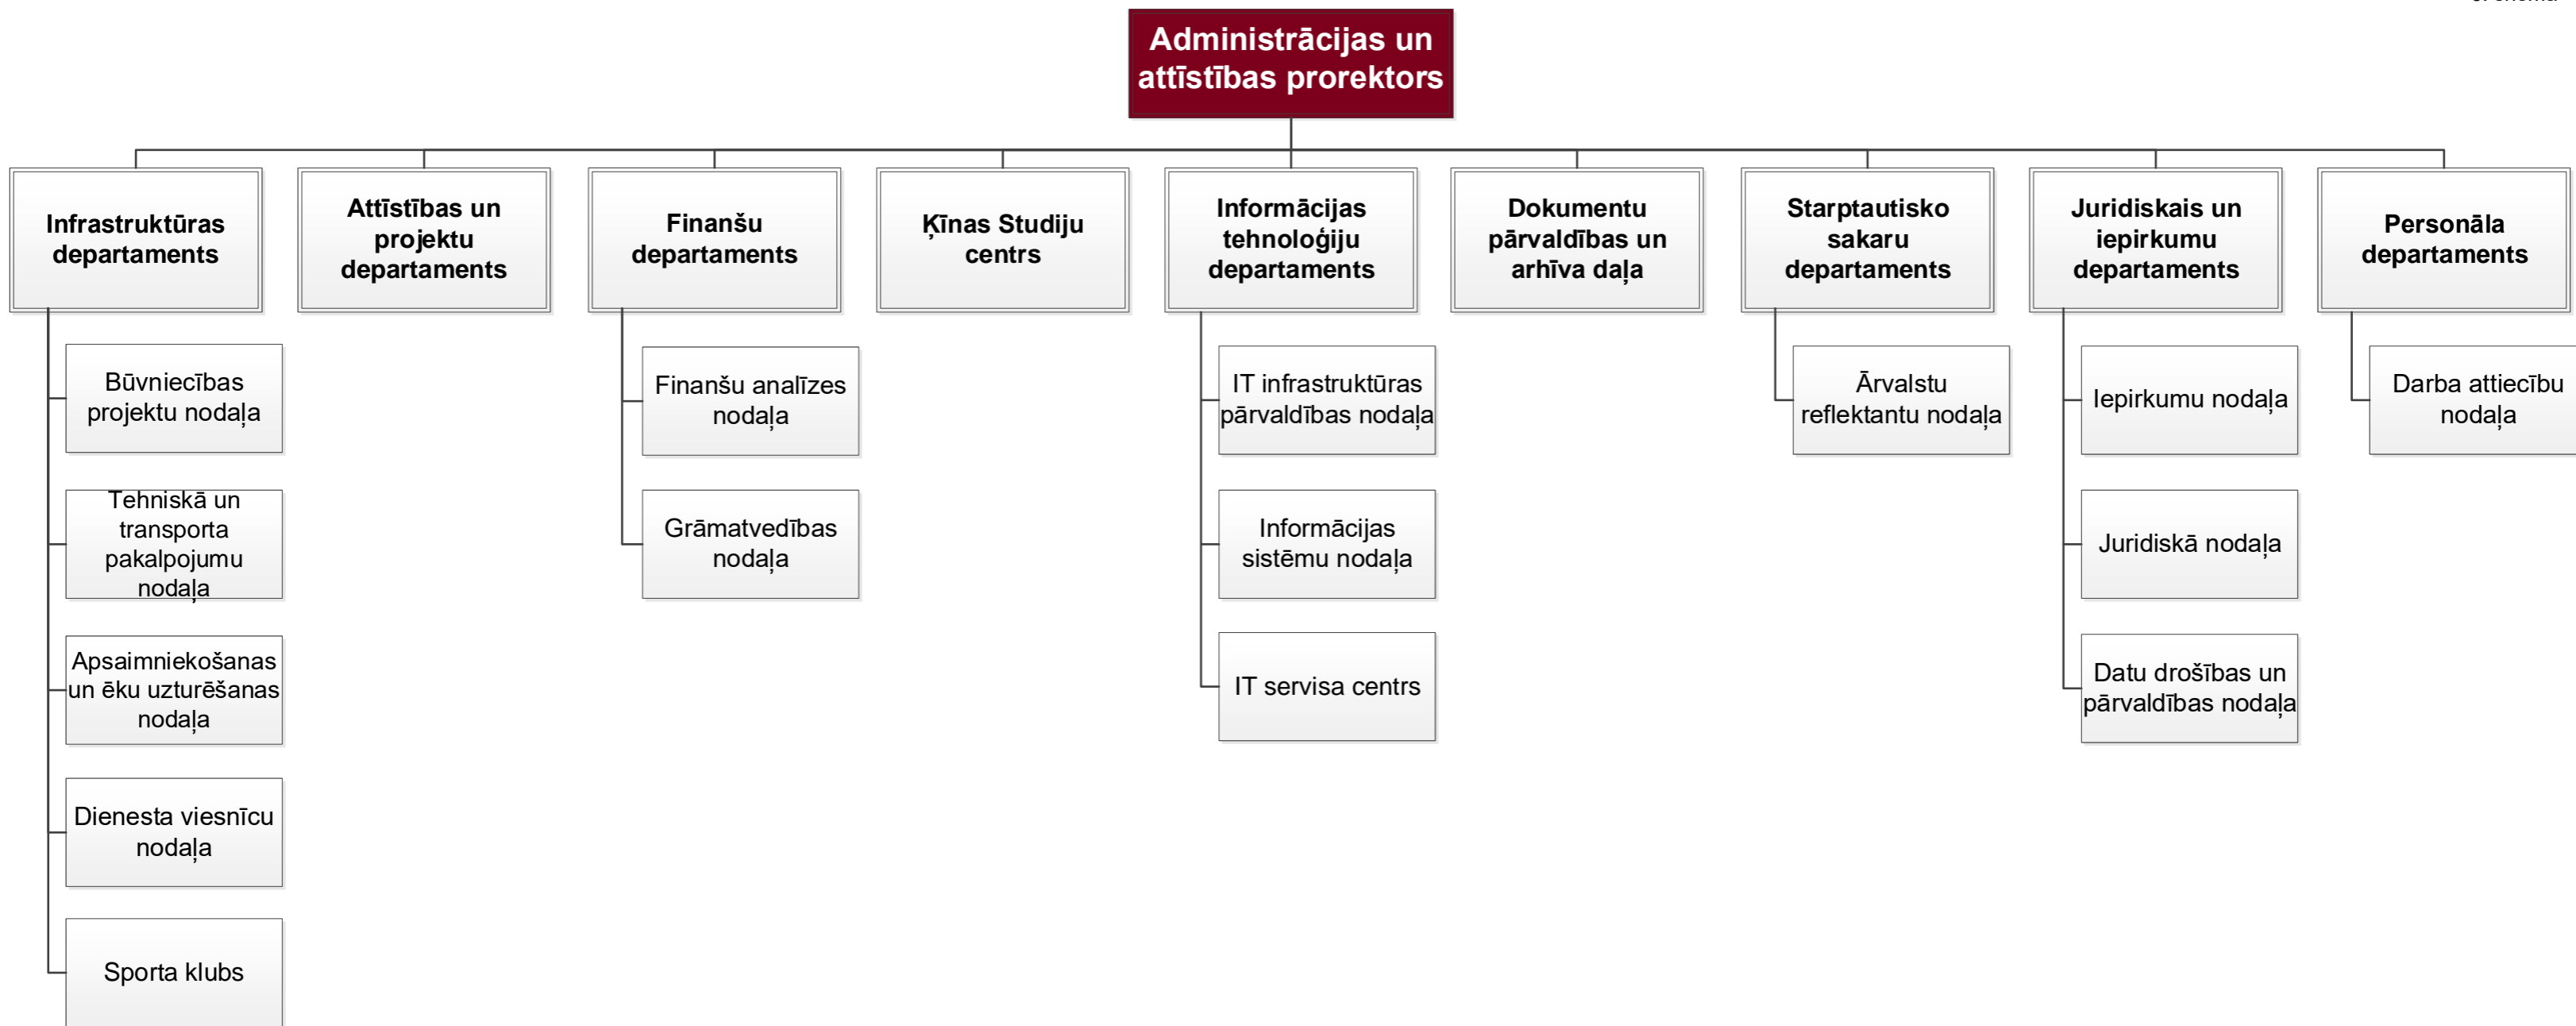 Administrācijas un
attīstības prorektors
Infrastruktūras
departaments
Attīstības un
projektu
departaments
Finanšu
departaments
Ķīnas Studiju
centrs
Informācijas
tehnoloģiju
departaments
Dokumentu
pārvaldības un
arhīva daļa
Starptautisko
sakaru
departaments
Juridiskais un
iepirkumu
departaments
Personāla
departaments
Būvniecības
projektu nodaļa
Tehniskā un
transporta
pakalpojumu
nodaļa
Apsaimniekošanas
un ēku uzturēšanas
nodaļa
Dienesta viesnīcu
nodaļa
Sporta klubs
Finanšu analīzes
nodaļa
Grāmatvedības
nodaļa
IT infrastruktūras
pārvaldības nodaļa
Informācijas
sistēmu nodaļa
IT servisa centrs
Ārvalstu
reflektantu nodaļa
Iepirkumu nodaļa
Juridiskā nodaļa
Datu drošības un
pārvaldības nodaļa
Darba attiecību
nodaļa